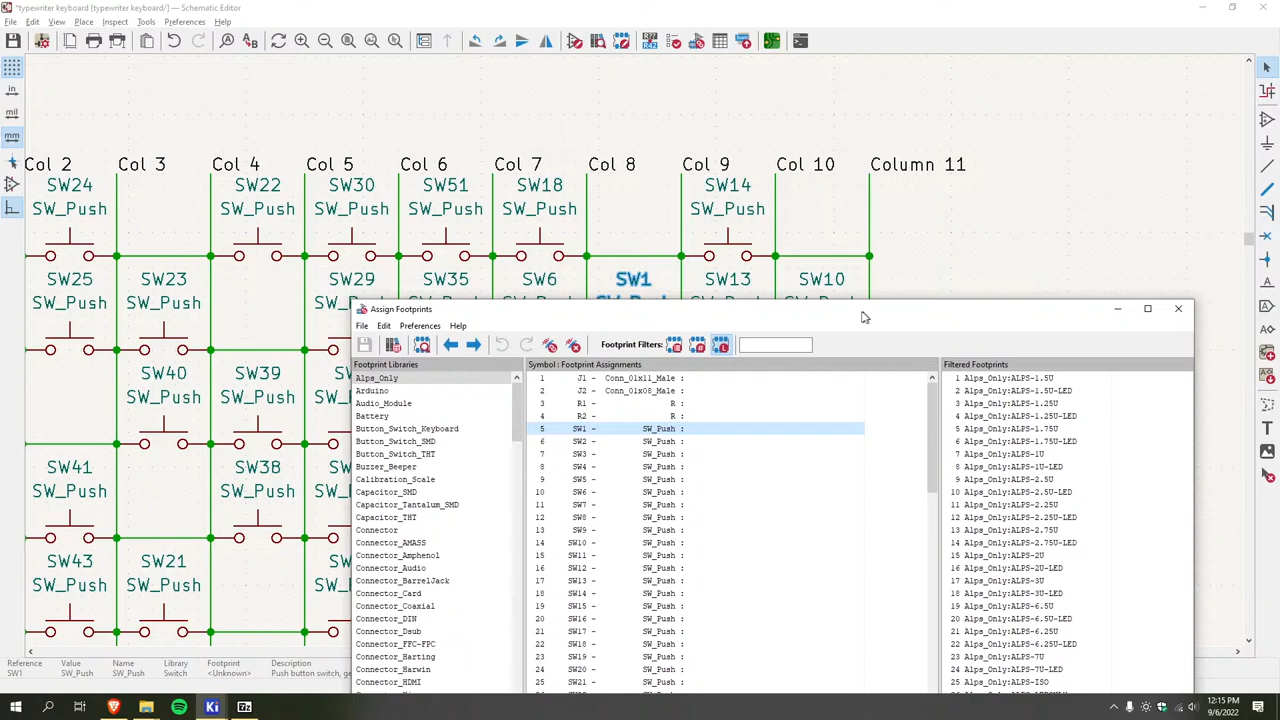 *typewriter keyboard [typewriter keyboard/] — Schematic Editor
File Edit View Place Inspect Tools Preferences Help
in
mil
mm
Col 2 Col 3 Col 4 Col 5 Col 6 Col 7 Col 8 Col 9 Col 10 Column 11
SW24 SW22 SW30 SW51 SW18 SW14
SW_Push SW_Push SW_Push SW_Push SW_Push SW_Push
SW25 SW23 SW29 SW35 SW6 SW1 SW13 SW10
SW_Push SW_Push
SW40 SW39
SW_Push SW_Push
SW41 SW38
SW_Push SW_Push
SW43 SW21
SW_Push SW_Push
Assign Footprints
File Edit Preferences Help
Footprint Filters:
Footprint Libraries
Alps_Only
Arduino
Audio_Module
Battery
Button_Switch_Keyboard
Button_Switch_SMD
Button_Switch_THT
Buzzer_Beeper
Calibration_Scale
Capacitor_SMD
Capacitor_Tantalum_SMD
Capacitor_THT
Connector
Connector_AMASS
Connector_Amphenol
Connector_Audio
Connector_BarrelJack
Connector_Card
Connector_Coaxial
Connector_DIN
Connector_Dsub
Connector_FFC-FPC
Connector_Harting
Connector_Harwin
Connector_HDMI
Symbol : Footprint Assignments
1 J1 - Conn_01x11_Male :
2 J2 - Conn_01x08_Male :
3 R1 - R :
4 R2 - R :
5 SW1 - SW_Push :
6 SW2 - SW_Push :
7 SW3 - SW_Push :
8 SW4 - SW_Push :
9 SW5 - SW_Push :
10 SW6 - SW_Push :
11 SW7 - SW_Push :
12 SW8 - SW_Push :
13 SW9 - SW_Push :
14 SW10 - SW_Push :
15 SW11 - SW_Push :
16 SW12 - SW_Push :
17 SW13 - SW_Push :
18 SW14 - SW_Push :
19 SW15 - SW_Push :
20 SW16 - SW_Push :
21 SW17 - SW_Push :
22 SW18 - SW_Push :
23 SW19 - SW_Push :
24 SW20 - SW_Push :
25 SW21 - SW_Push :
Filtered Footprints
1 Alps_Only:ALPS-1.5U
2 Alps_Only:ALPS-1.5U-LED
3 Alps_Only:ALPS-1.25U
4 Alps_Only:ALPS-1.25U-LED
5 Alps_Only:ALPS-1.75U
6 Alps_Only:ALPS-1.75U-LED
7 Alps_Only:ALPS-1U
8 Alps_Only:ALPS-1U-LED
9 Alps_Only:ALPS-2.5U
10 Alps_Only:ALPS-2.5U-LED
11 Alps_Only:ALPS-2.25U
12 Alps_Only:ALPS-2.25U-LED
13 Alps_Only:ALPS-2.75U
14 Alps_Only:ALPS-2.75U-LED
15 Alps_Only:ALPS-2U
16 Alps_Only:ALPS-2U-LED
17 Alps_Only:ALPS-3U
18 Alps_Only:ALPS-3U-LED
19 Alps_Only:ALPS-6.5U
20 Alps_Only:ALPS-6.5U-LED
21 Alps_Only:ALPS-6.25U
22 Alps_Only:ALPS-6.25U-LED
23 Alps_Only:ALPS-7U
24 Alps_Only:ALPS-7U-LED
25 Alps_Only:ALPS-ISO
Reference Value Name Library Footprint Description
SW1 SW_Push SW_Push Switch <Unknown> Push button switch, ge
Ki
12:15 PM
9/6/2022